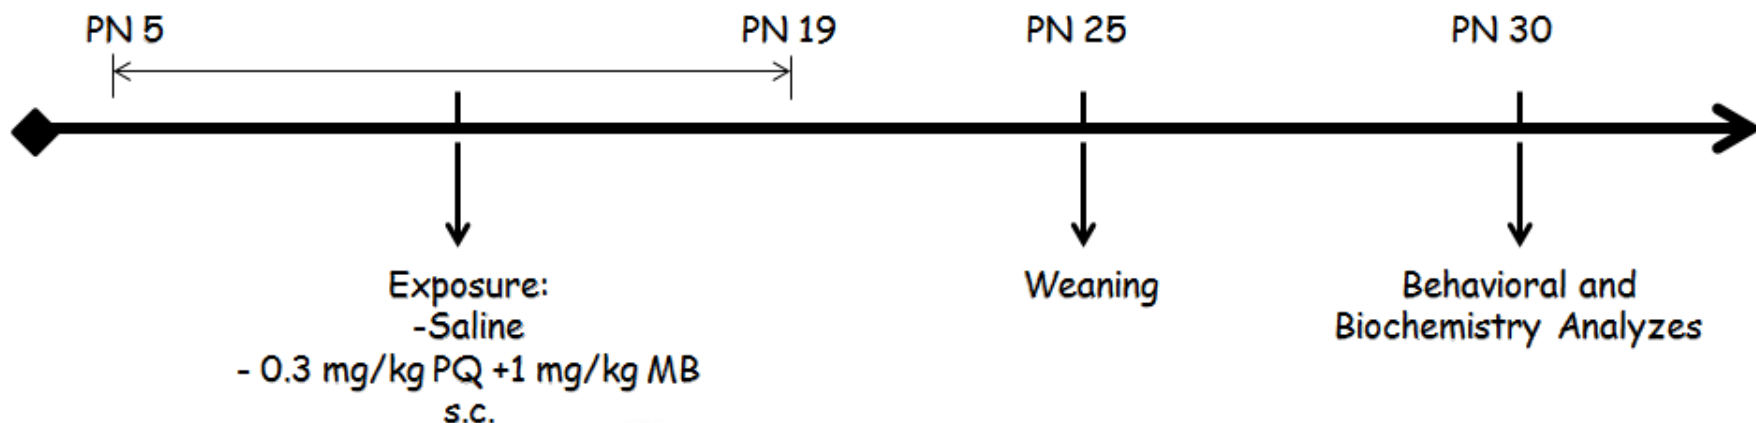 PN 5
PN 19
PN 25
PN 30
Exposure:
-Saline
- 0.3 mg/kg PQ +1 mg/kg MB
s.c.
Weaning
Behavioral and
Biochemistry Analyzes